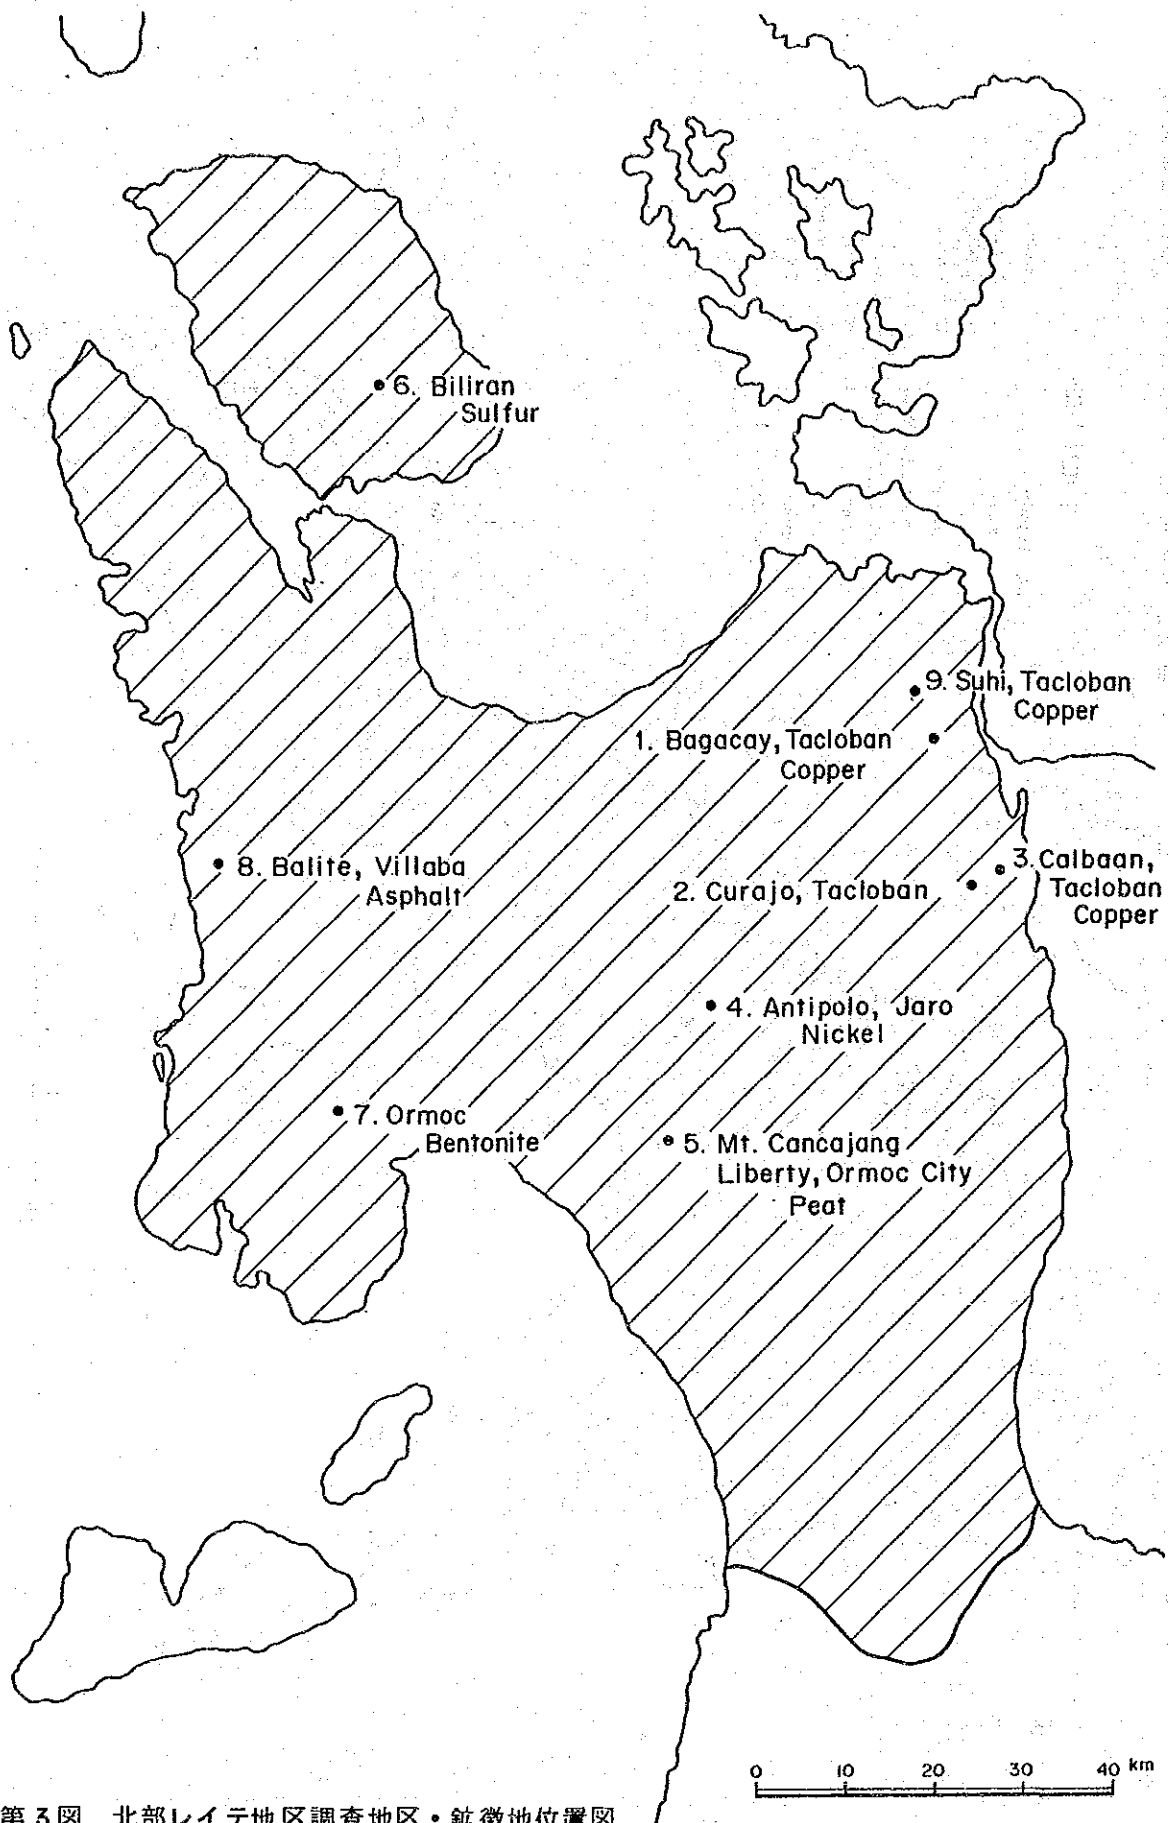 6. Biliran
Sulfur
9. Suhi, Tacloban
Copper
1. Bagacay, Tacloban
Copper
8. Balite, Villaba
Asphalt
3. Calbaan,
Tacloban
Copper
2. Curajo, Tacloban
4. Antipolo, Jaro
Nickel
7. Ormoc
Bentonite
5. Mt. Cancajang
Liberty, Ormoc City
Peat
0 10 20 30 40 km
第3図 北部レイテ地区調査地区・鉱徴地位置図